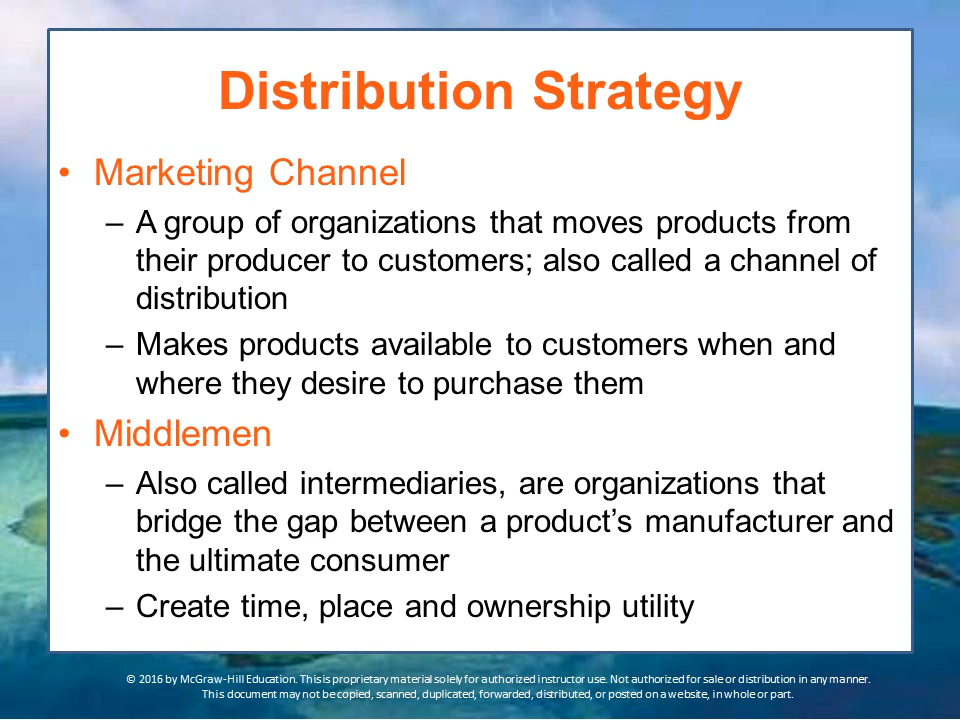 Distribution Strategy
• Marketing Channel
– A group of organizations that moves products from
their producer to customers; also called a channel of
distribution
– Makes products available to customers when and
where they desire to purchase them
• Middlemen
– Also called intermediaries, are organizations that
bridge the gap between a product’s manufacturer and
the ultimate consumer
– Create time, place and ownership utility
© 2016 by McGraw-Hill Education. This is proprietary material solely for authorized instructor use. Not authorized for sale or distribution in any manner.
This document may not be copied, scanned, duplicated, forwarded, distributed, or posted on a website, in whole or part.